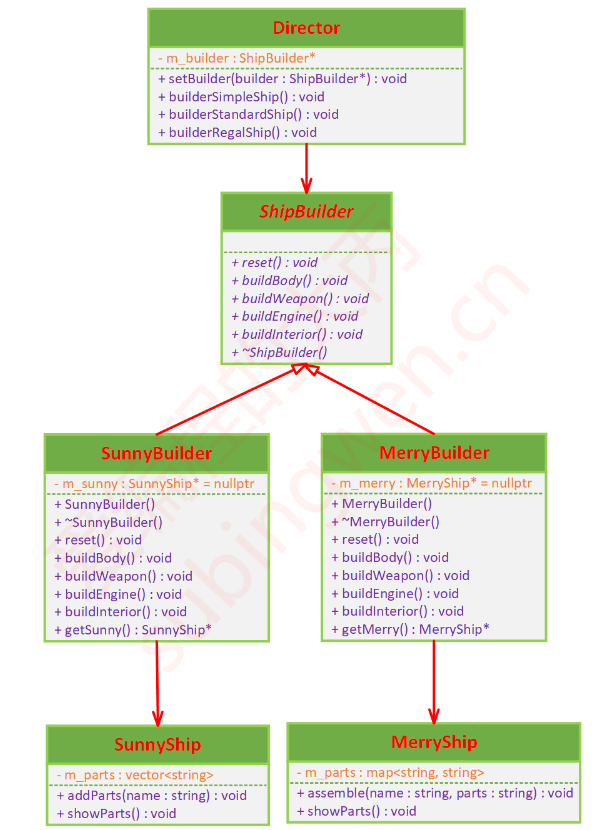 Director
- m_builder : ShipBuilder*
+ setBuilder(builder : ShipBuilder*) : void
+ builderSimpleShip() : void
+ builderStandardShip() : void
+ builderRegalShip() : void
ShipBuilder
+ reset() : void
+ buildBody() : void
+ buildWeapon() : void
+ buildEngine() : void
+ buildInterior() : void
+ ~ShipBuilder()
SunnyBuilder
- m_sunny : SunnyShip* = nullptr
+ SunnyBuilder()
+ ~SunnyBuilder()
+ reset() : void
+ buildBody() : void
+ buildWeapon() : void
+ buildEngine() : void
+ buildInterior() : void
+ getSunny() : SunnyShip*
MerryBuilder
- m_merry : MerryShip* = nullptr
+ MerryBuilder()
+ ~MerryBuilder()
+ reset() : void
+ buildBody() : void
+ buildWeapon() : void
+ buildEngine() : void
+ buildInterior() : void
+ getMerry() : MerryShip*
SunnyShip
- m_parts : vector<string>
+ addParts(name : string) : void
+ showParts() : void
MerryShip
- m_parts : map<string, string>
+ assemble(name : string, parts : string) : void
+ showParts() : void
subingwen.cn